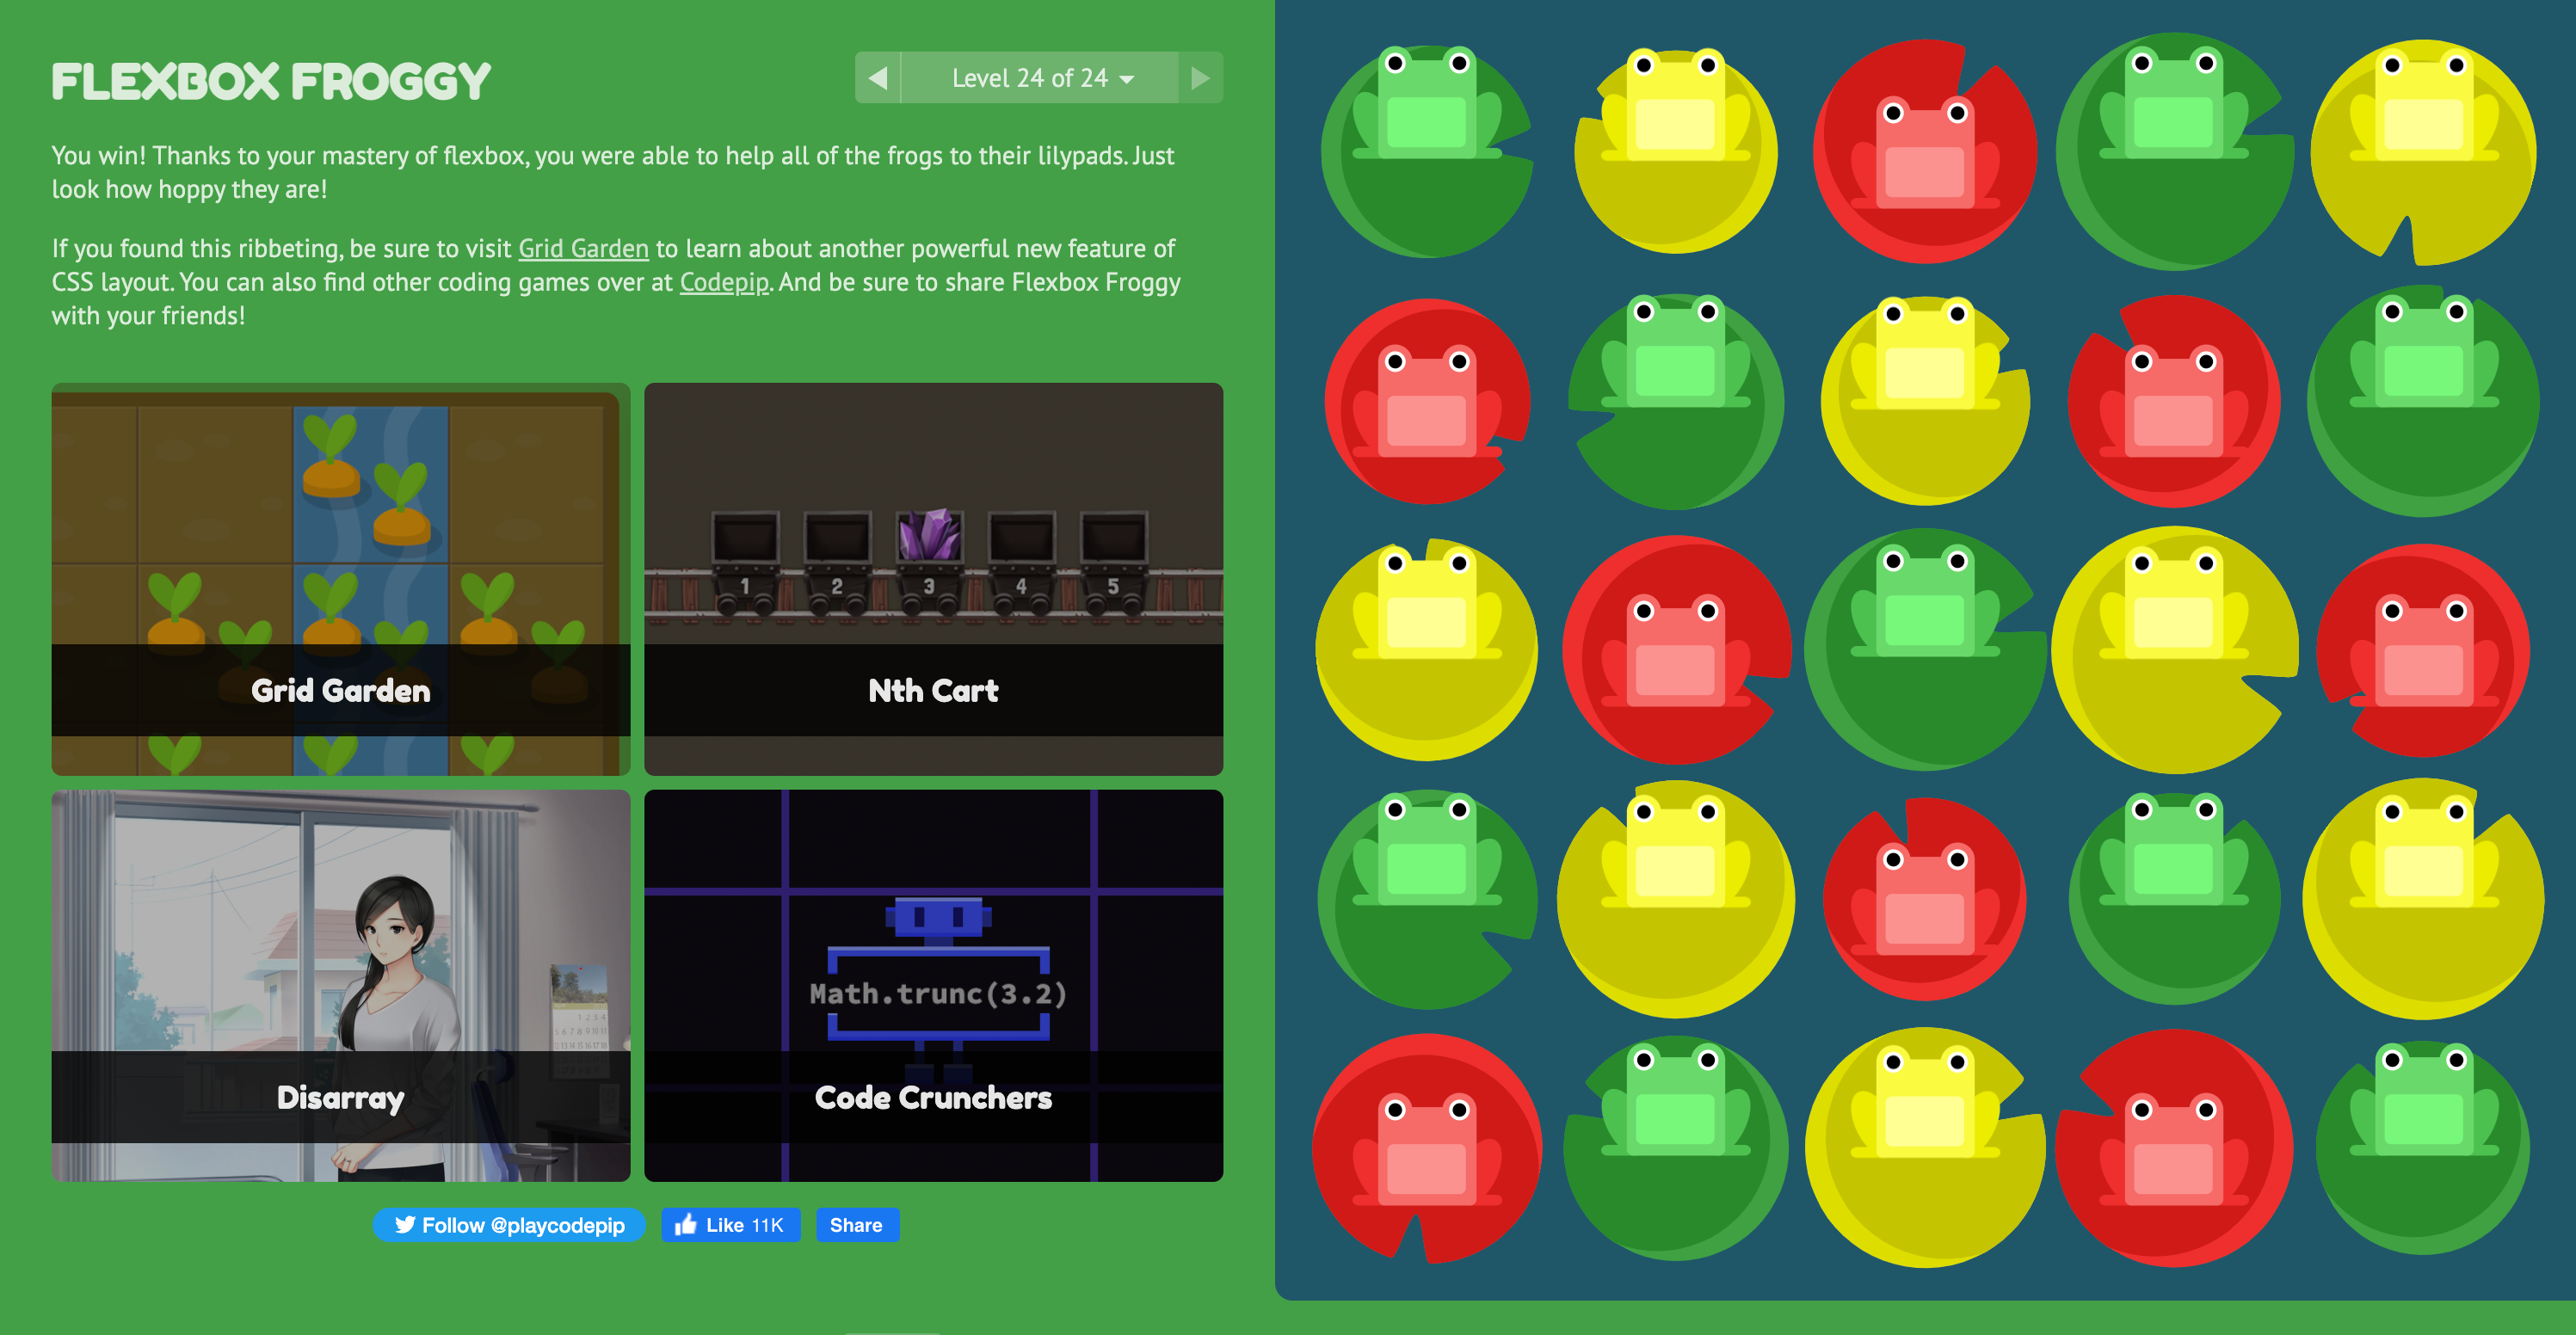 FLEXBOX FROGGY
Level 24 of 24
You win! Thanks to your mastery of flexbox, you were able to help all of the frogs to their lilypads. Just
look how hoppy they are!
If you found this ribbeting, be sure to visit Grid Garden to learn about another powerful new feature of
CSS layout. You can also find other coding games over at Codepip. And be sure to share Flexbox Froggy
with your friends!
1 2 3 4 5
Grid Garden
Nth Cart
Math.trunc(3.2)
Disarray
Code Crunchers
Follow @playcodepip
Like 11K
Share